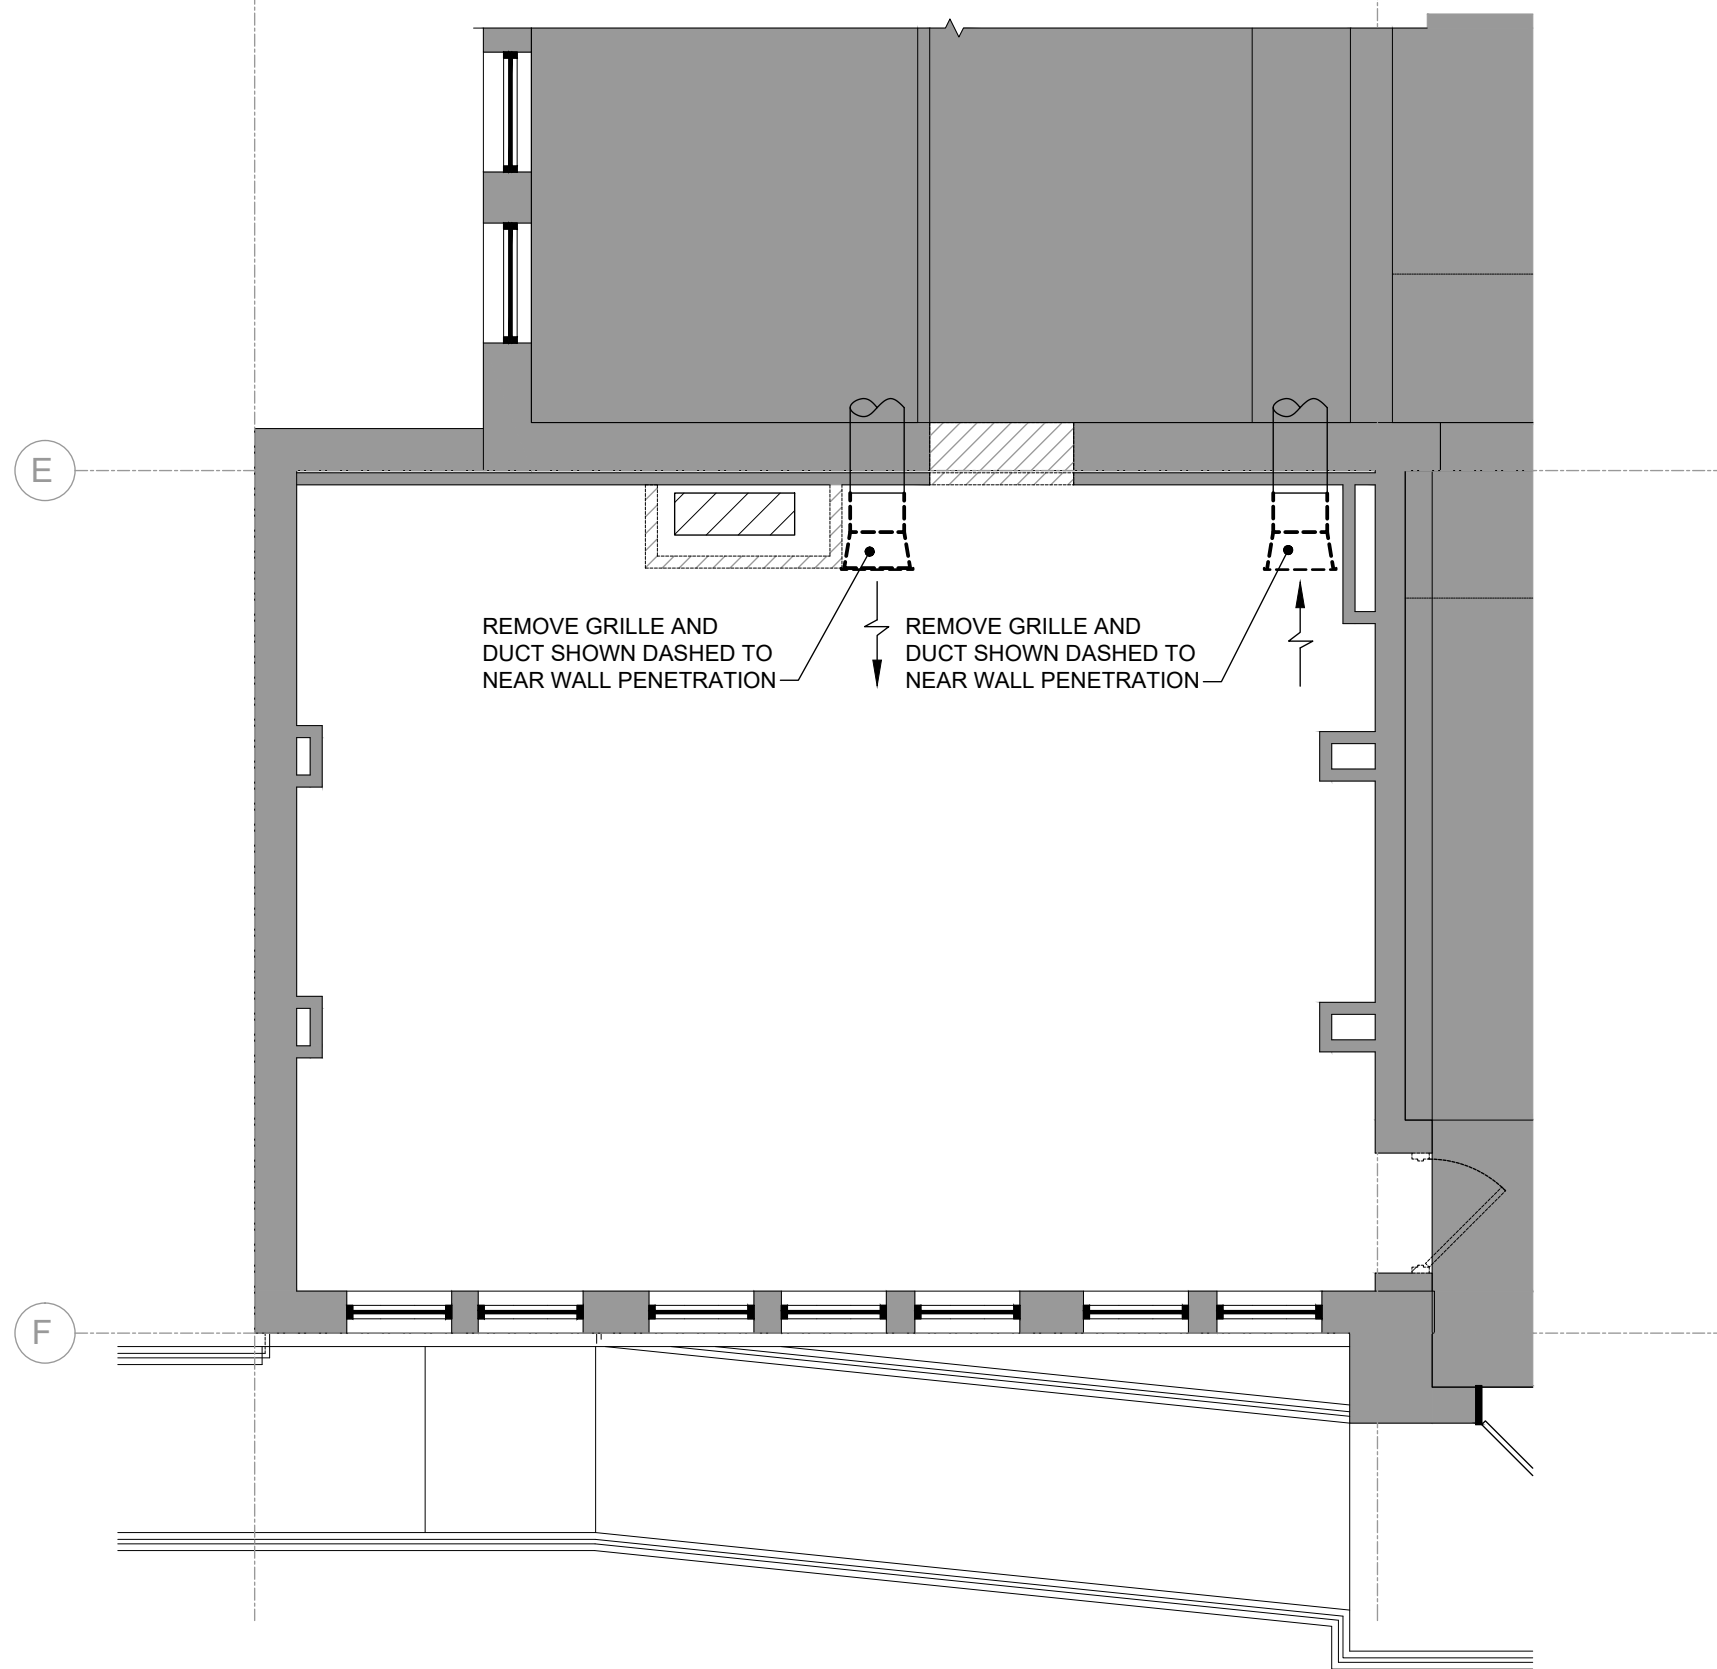 E
REMOVE GRILLE AND
DUCT SHOWN DASHED TO
NEAR WALL PENETRATION
REMOVE GRILLE AND
DUCT SHOWN DASHED TO
NEAR WALL PENETRATION
F